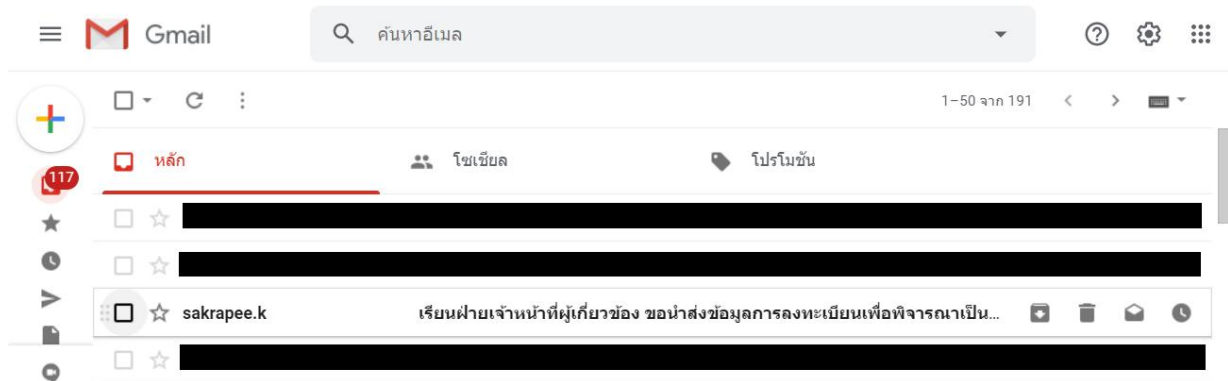 Gmail
ค้นหาอีเมล
1–50 จาก 191
117
หลัก
โซเชียล
โปรโมชัน
sakrapee.k เรียนฝ่ายเจ้าหน้าที่ผู้เกี่ยวข้อง ขอนำส่งข้อมูลการลงทะเบียนเพื่อพิจารณาเป็น...